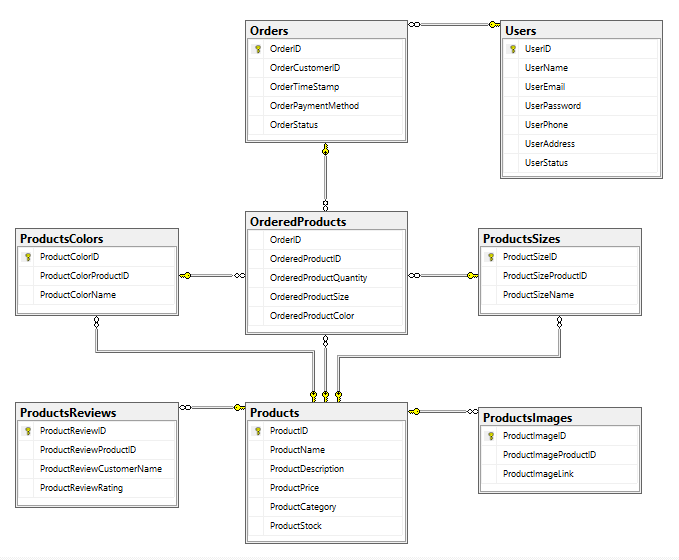 Orders
OrderID
OrderCustomerID
OrderTimeStamp
OrderPaymentMethod
OrderStatus
Users
UserID
UserName
UserEmail
UserPassword
UserPhone
UserAddress
UserStatus
ProductsColors
ProductColorID
ProductColorProductID
ProductColorName
OrderedProducts
OrderID
OrderedProductID
OrderedProductQuantity
OrderedProductSize
OrderedProductColor
ProductsSizes
ProductSizeID
ProductSizeProductID
ProductSizeName
ProductsReviews
ProductReviewID
ProductReviewProductID
ProductReviewCustomerName
ProductReviewRating
Products
ProductID
ProductName
ProductDescription
ProductPrice
ProductCategory
ProductStock
ProductsImages
ProductImageID
ProductImageProductID
ProductImageLink